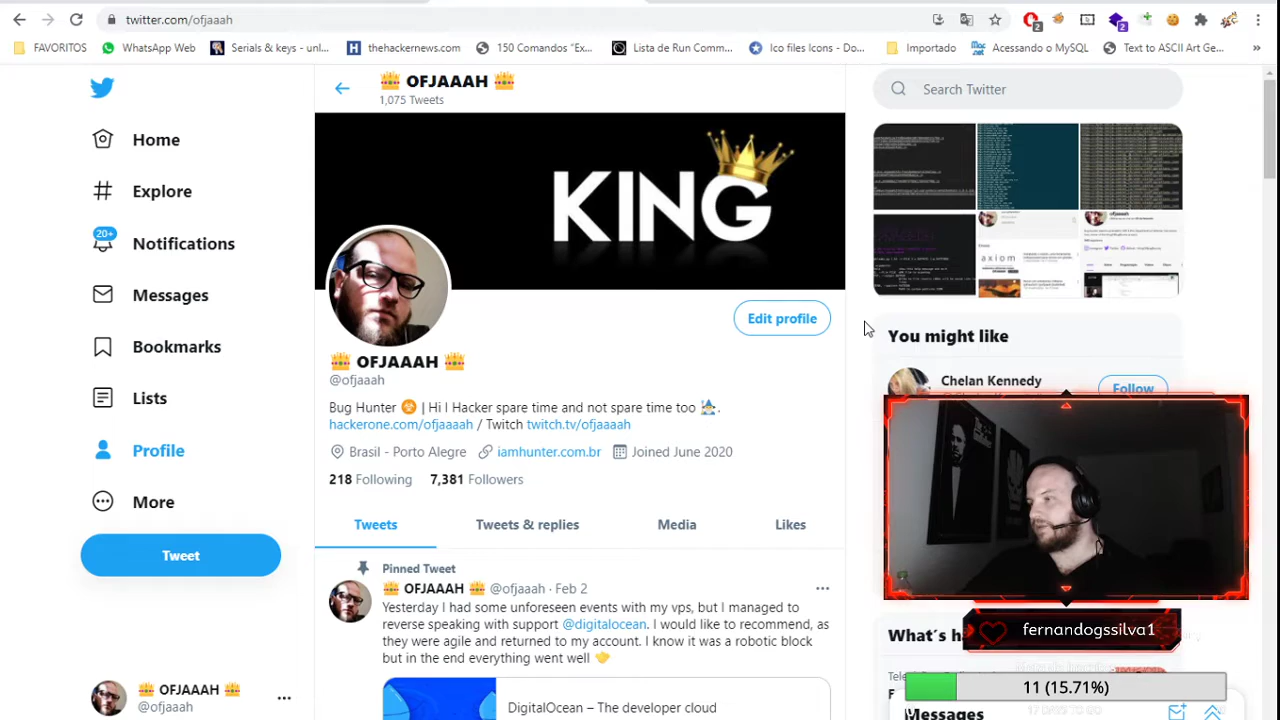 twitter.com/ofjaaah
2
2
FAVORITOS
WhatsApp Web
Serials & keys - unl...
thehackernews.com
150 Comandos "Ex...
Lista de Run Comm...
Ico files Icons - Do...
Importado
Acessando o MySQL
Text to ASCII Art Ge...
»
Home
Explore
20+
Notifications
Messages
Bookmarks
Lists
Profile
More
Tweet
OFJAAAH
@ofjaaah
OFJAAAH
1,075 Tweets
KING
Edit profile
OFJAAAH
@ofjaaah
Bug Hunter | Hi I Hacker spare time and not spare time too .
hackerone.com/ofjaaah / Twitch twitch.tv/ofjaaah
Brasil - Porto Alegre iamhunter.com.br Joined June 2020
218 Following 7,381 Followers
Tweets
Tweets & replies
Media
Likes
Pinned Tweet
OFJAAAH @ofjaaah · Feb 2
Yesterday I had some unforeseen events with my vps, but I managed to
reverse speaking with support @digitalocean. I would like to recommend, as
they were agile and returned to my account. I know it was a robotic block
but in the end everything went well
DigitalOcean – The developer cloud
Search Twitter
axiom
You might like
Chelan Kennedy
Follow
fernandogssilva1
What's
11 (15.71%)
Messages